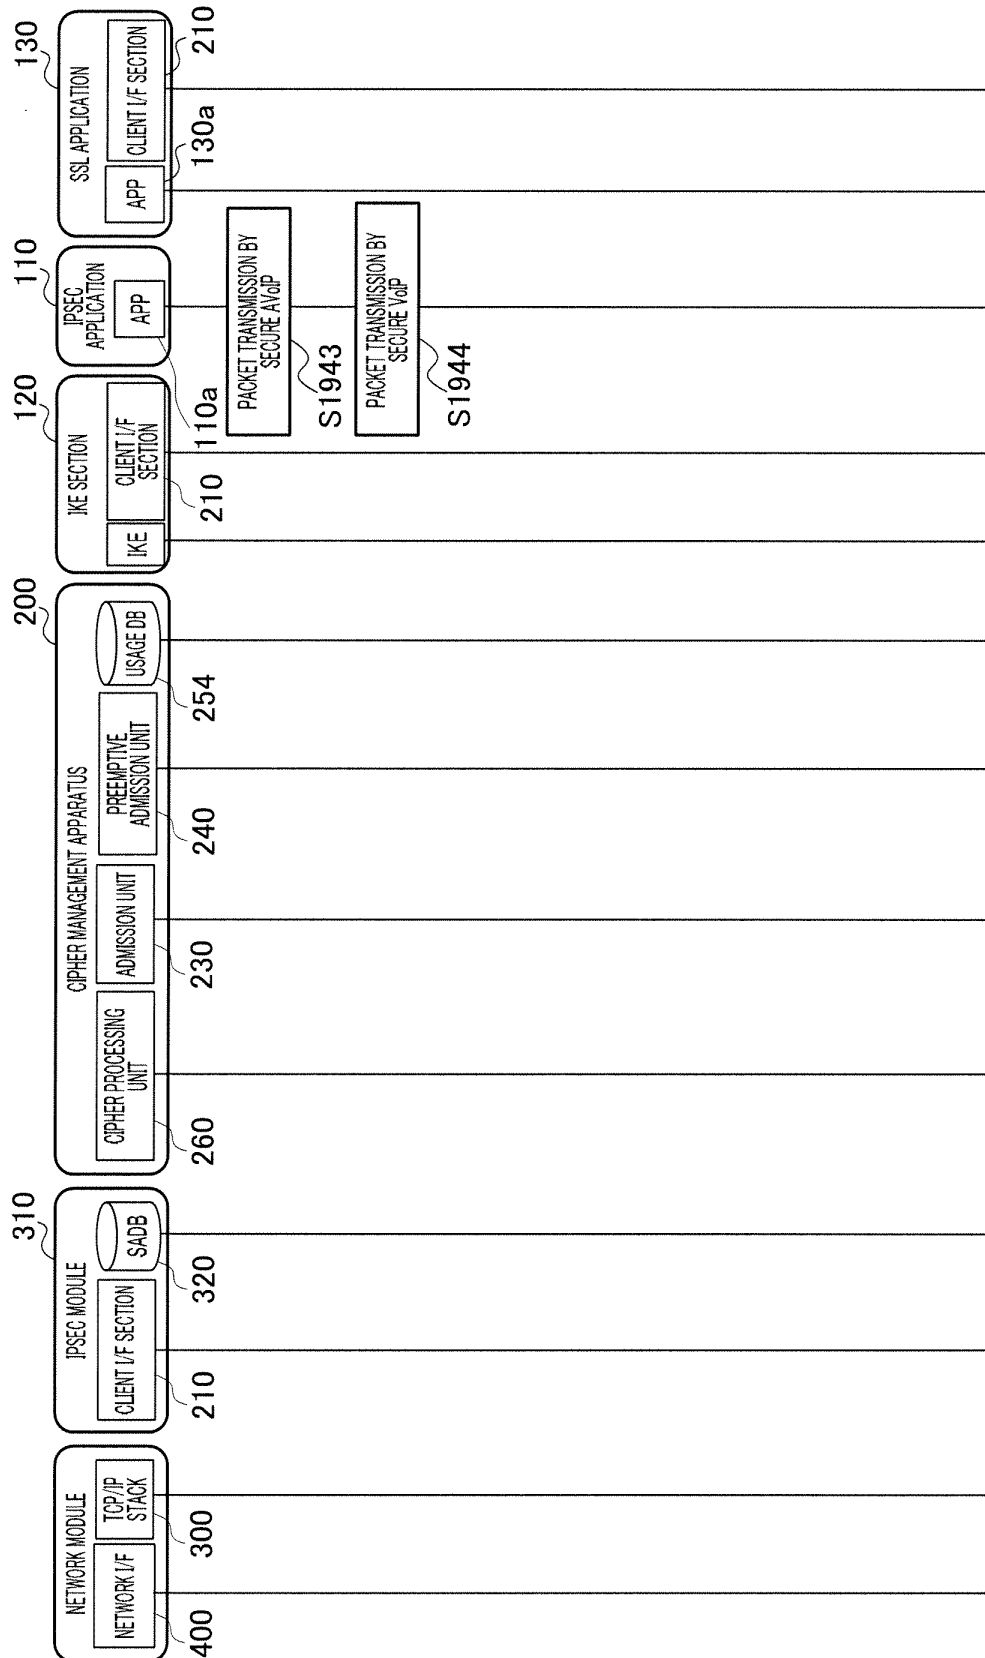 NETWORK MODULE
NETWORK I/F
400
TCP/IP
STACK
300
IPSEC MODULE
310
CLIENT I/F SECTION
210
SADB
320
CIPHER MANAGEMENT APPARATUS
200
CIPHER PROCESSING
UNIT
260
ADMISSION UNIT
230
PREEMPTIVE
ADMISSION UNIT
240
USAGE DB
254
IKE SECTION
120
IKE
CLIENT I/F
SECTION
210
IPSEC
APPLICATION
110
APP
110a
SSL APPLICATION
130
APP
130a
CLIENT I/F SECTION
210
PACKET TRANSMISSION BY
SECURE AVoIP
S1943
PACKET TRANSMISSION BY
SECURE VoIP
S1944